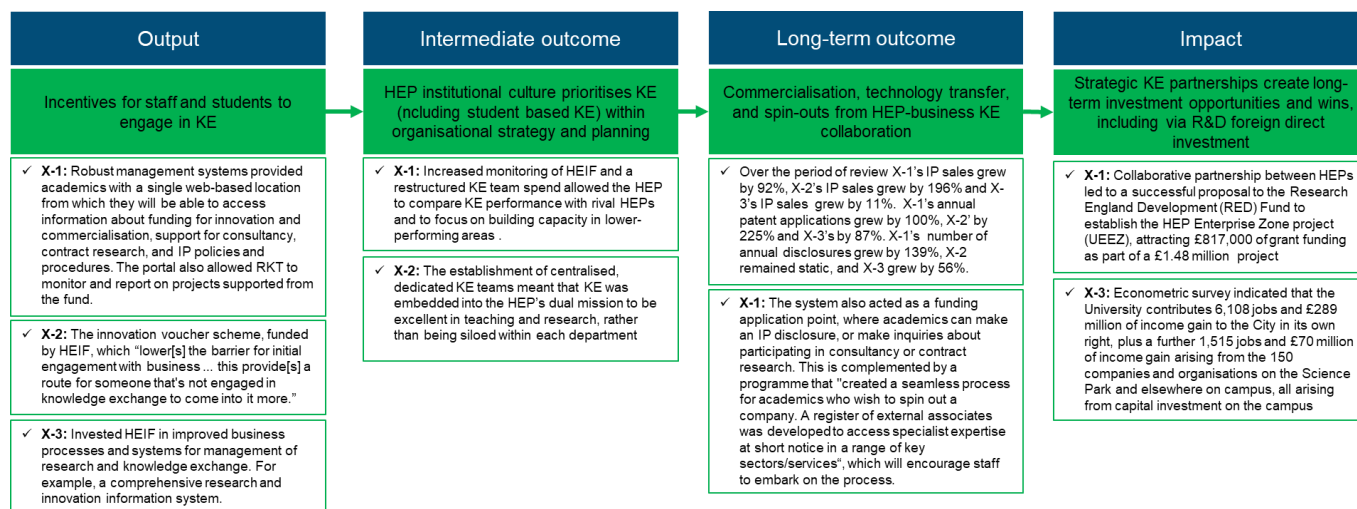 Output
Incentives for staff and students to
engage in KE
✓ X-1: Robust management systems provided
academics with a single web-based location
from which they will be able to access
information about funding for innovation and
commercialisation, support for consultancy,
contract research, and IP policies and
procedures. The portal also allowed RKT to
monitor and report on projects supported from
the fund.
✓ X-2: The innovation voucher scheme, funded
by HEIF, which “lower[s] the barrier for initial
engagement with business ... this provide[s] a
route for someone that's not engaged in
knowledge exchange to come into it more.”
✓ X-3: Invested HEIF in improved business
processes and systems for management of
research and knowledge exchange. For
example, a comprehensive research and
innovation information system.
Intermediate outcome
HEP institutional culture prioritises KE
(ncluding student based KE) within
organisational strategy and planning
✓ X-1: Increased monitoring of HEIF and a
restructured KE team spend allowed the HEP
to compare KE performance with rival HEPs
and to focus on building capacity in lower-
performing areas .
✓ X-2: The establishment of centralised,
dedicated KE teams meant that KE was
embedded into the HEP’s dual mission to be
excellent in teaching and research, rather
than being siloed within each department
Long-term outcome
Commercialisation, technology transfer,
and spin-outs from HEP-business KE
collaboration
✓ Over the period of review X-1’s IP sales grew
by 92%, X-2’s IP sales grew by 196% and X-
3’s IP sales grew by 11%. X-1’s annual
patent applications grew by 100%, X-2’ by
225% and X-3’s by 87%. X-1’s number of
annual disclosures grew by 139%, X-2
remained static, and X-3 grew by 56%.
✓ X-1: The system also acted as a funding
application point, where academics can make
an IP disclosure, or make inquiries about
participating in consultancy or contract
research. This is complemented by a
programme that "created a seamless process
for academics who wish to spin out a
company. A register of external associates
was developed to access specialist expertise
at short notice in a range of key
sectors/services“, which will encourage staff
to embark on the process.
Impact
Strategic KE partnerships create long-
term investment opportunities and wins,
including via R&D foreign direct
investment
✓ X-1: Collaborative partnership between HEPs
led to a successful proposal to the Research
England Development (RED) Fund to
establish the HEP Enterprise Zone project
(UEEZ), attracting £817,000 of grant funding
as part of a £1.48 million project
✓ X-3: Econometric survey indicated that the
University contributes 6,108 jobs and £289
million of income gain to the City in its own
right, plus a further 1,515 jobs and £70 million
of income gain arising from the 150
companies and organisations on the Science
Park and elsewhere on campus, all arising
from capital investment on the campus